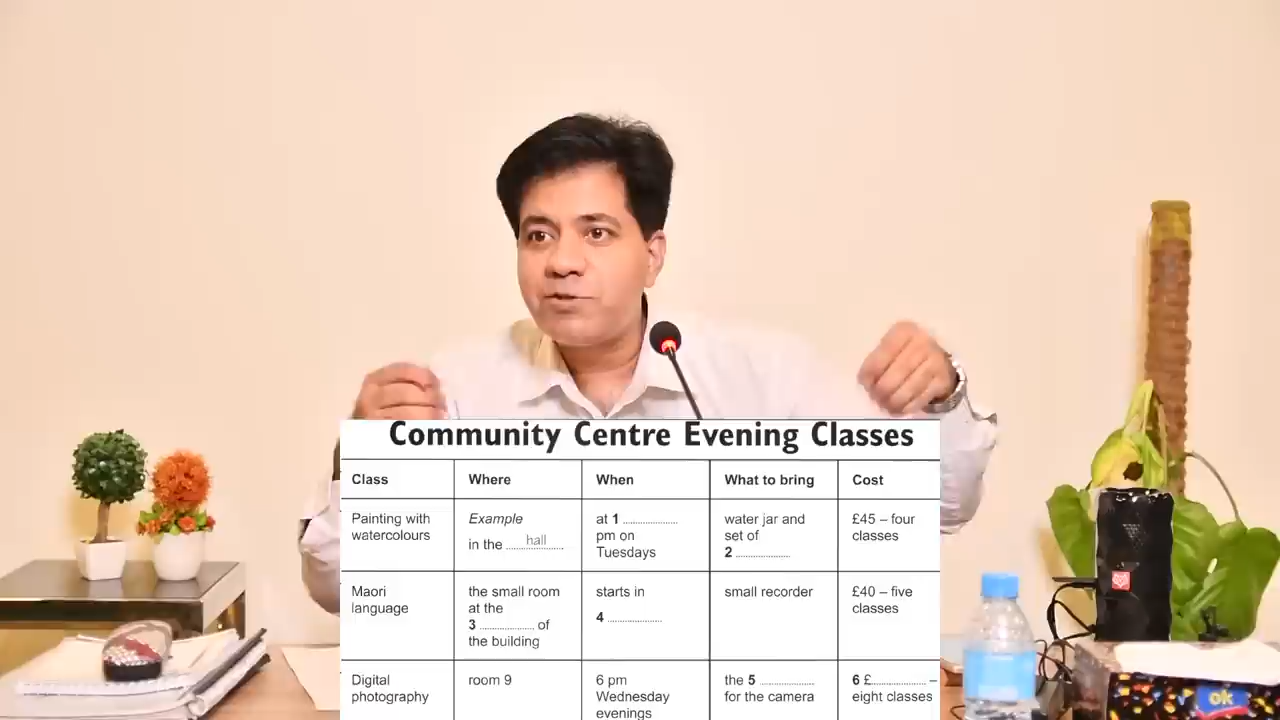 Community Centre Evening Classes
Class
Where
When
What to bring
Cost
Painting with
watercolours
Example
in the ..................
hall
at 1 ..................
pm on
Tuesdays
water jar and
set of
2 ..................
£45 – four
classes
Maori
language
the small room
at the
3 .................. of
the building
starts in
4 ..................
small recorder
£40 – five
classes
Digital
photography
room 9
6 pm
Wednesday
evenings
the 5 ..................
for the camera
6 £.................. –
eight classes
ok